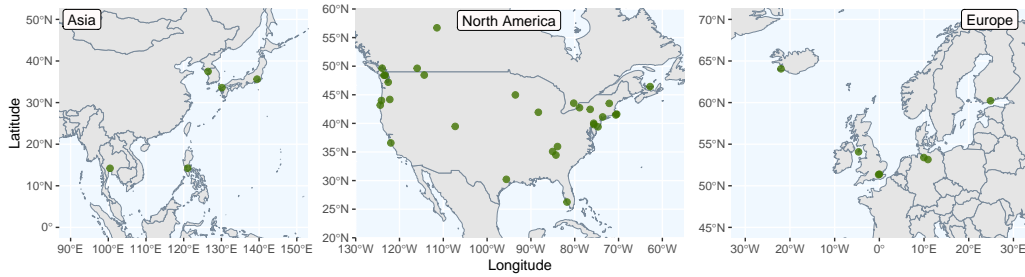 Asia
North America
Europe
Latitude
50°N
40°N
30°N
20°N
10°N
0°
90°E
100°E
110°E
120°E
130°E
140°E
150°E
60°N
55°N
50°N
45°N
40°N
35°N
30°N
25°N
20°N
130°W
120°W
110°W
100°W
90°W
80°W
70°W
60°W
70°N
65°N
60°N
55°N
50°N
45°N
30°W
20°W
10°W
0°
10°E
20°E
30°E
Longitude